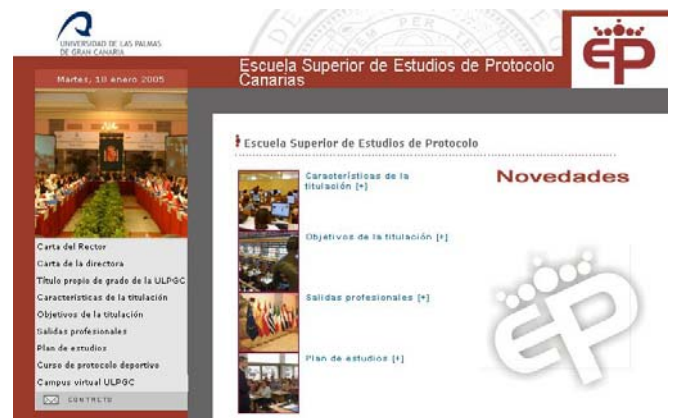 UNIVERSIDAD DE LAS PALMAS
DE GRAN CANARIA
PER
Martes, 18 enero 2005
Escuela Superior de Estudios de Protocolo
Canarias
EP
Escuela Superior de Estudios de Protocolo
Características de la
titulación [+]
Novedades
Objetivos de la titulación [+]
Salidas profesionales [+]
Plan de estudios [+]
EP
Carta del Rector
Carta de la directora
Título propio de grado de la ULPGC
Características de la titulación
Objetivos de la titulación
Salidas profesionales
Plan de estudios
Curso de protocolo deportivo
Campus virtual ULPGC
CONTACTO